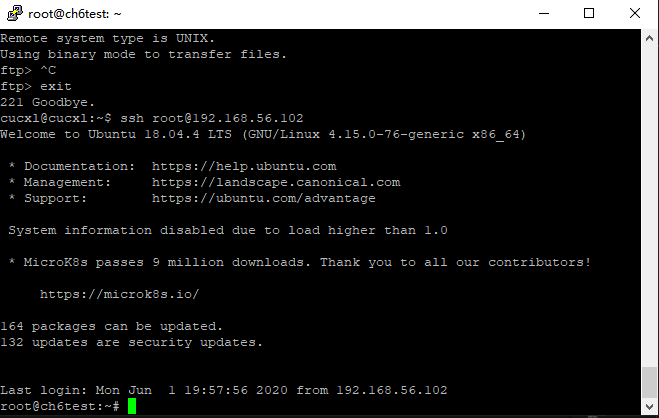 root@ch6test: ~
Remote system type is UNIX.
Using binary mode to transfer files.
ftp> ^C
ftp> exit
221 Goodbye.
cucxl@cucxl:~$ ssh root@192.168.56.102
Welcome to Ubuntu 18.04.4 LTS (GNU/Linux 4.15.0-76-generic x86_64)
* Documentation:  https://help.ubuntu.com
* Management:     https://landscape.canonical.com
* Support:        https://ubuntu.com/advantage
System information disabled due to load higher than 1.0
* MicroK8s passes 9 million downloads. Thank you to all our contributors!
https://microk8s.io/
164 packages can be updated.
132 updates are security updates.
Last login: Mon Jun  1 19:57:56 2020 from 192.168.56.102
root@ch6test:~#